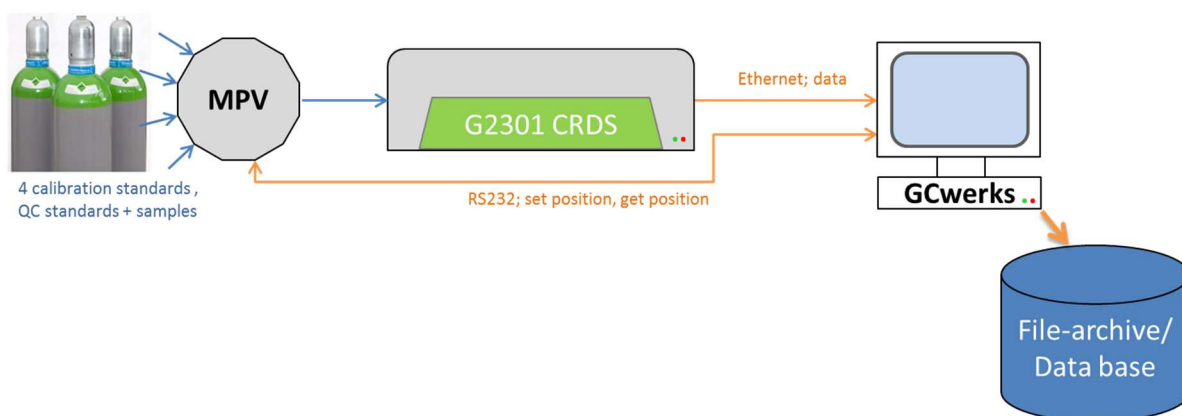 MPV
G2301 CRDS
Ethernet; data
4 calibration standards ,
QC standards + samples
RS232; set position, get position
GCwerks
File-archive/
Data base